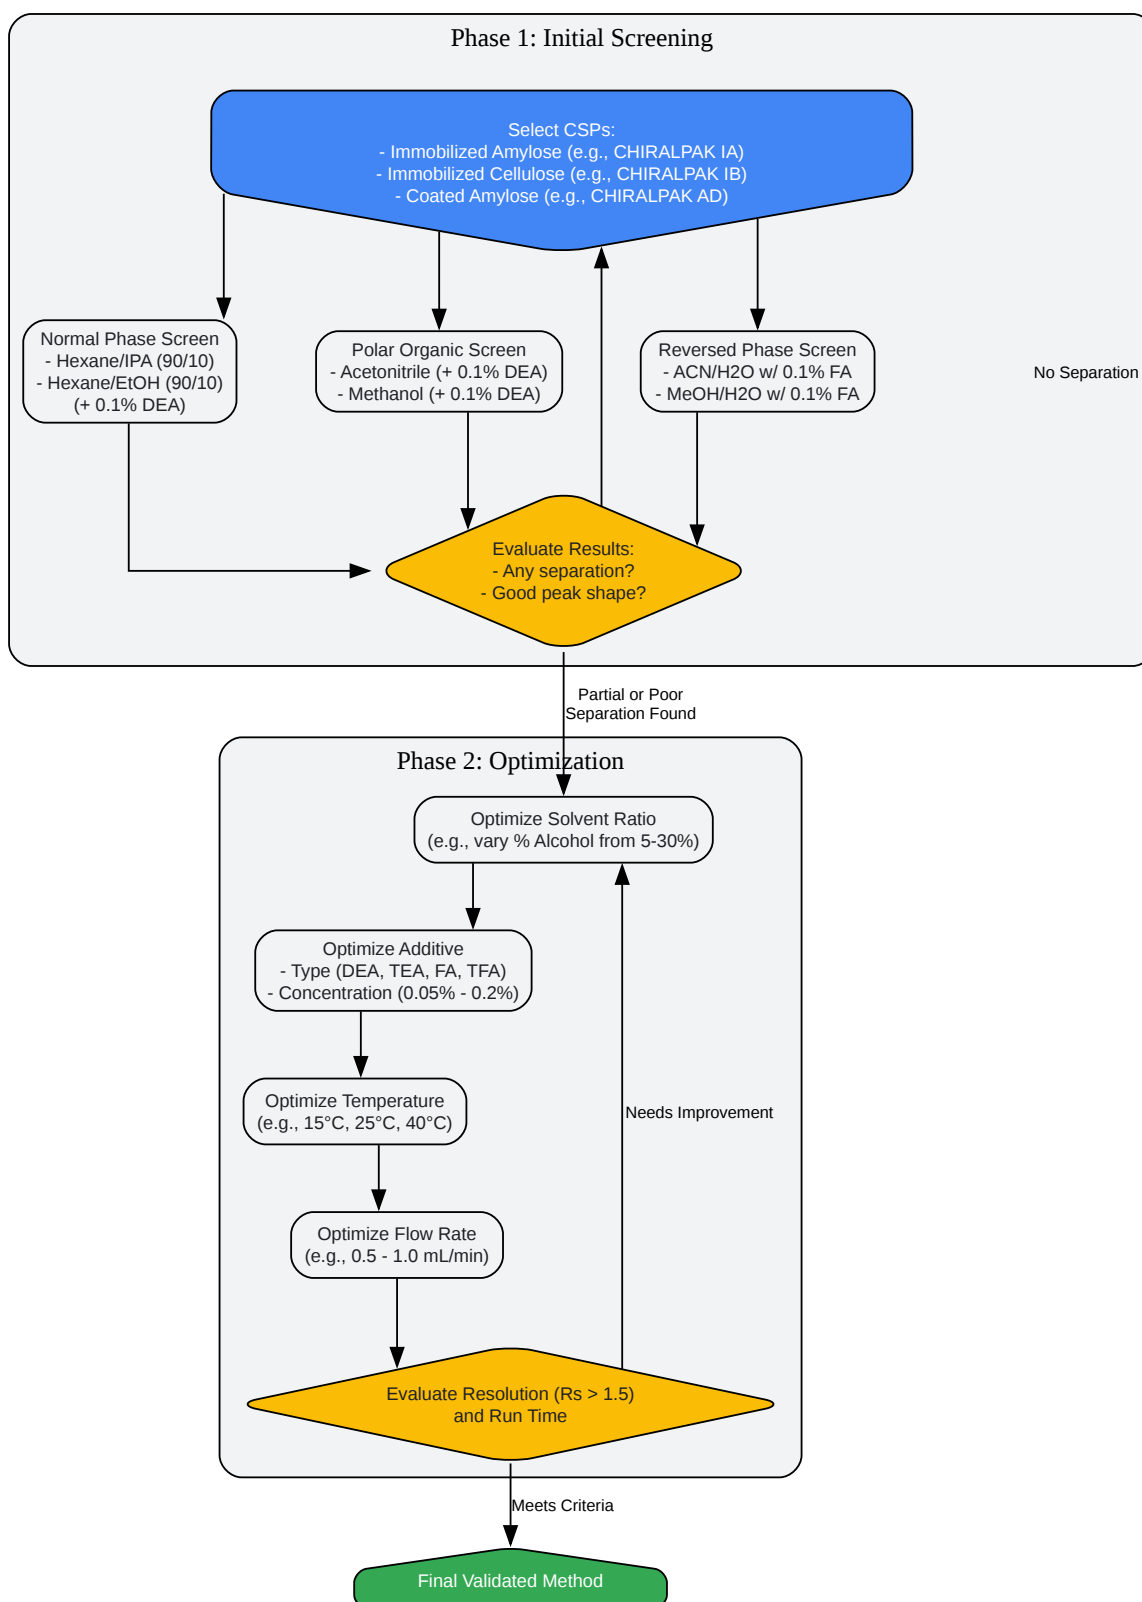 Phase 1: Initial Screening
Select CSPs:
- Immobilized Amylose (e.g., CHIRALPAK IA)
- Immobilized Cellulose (e.g., CHIRALPAK IB)
- Coated Amylose (e.g., CHIRALPAK AD)
Normal Phase Screen
- Hexane/IPA (90/10)
- Hexane/EtOH (90/10)
(+ 0.1% DEA)
Polar Organic Screen
- Acetonitrile (+ 0.1% DEA)
- Methanol (+ 0.1% DEA)
Reversed Phase Screen
- ACN/H2O w/ 0.1% FA
- MeOH/H2O w/ 0.1% FA
No Separation
Evaluate Results:
- Any separation?
- Good peak shape?
Partial or Poor
Separation Found
Phase 2: Optimization
Optimize Solvent Ratio
(e.g., vary % Alcohol from 5-30%)
Optimize Additive
- Type (DEA, TEA, FA, TFA)
- Concentration (0.05% - 0.2%)
Optimize Temperature
(e.g., 15°C, 25°C, 40°C)
Needs Improvement
Optimize Flow Rate
(e.g., 0.5 - 1.0 mL/min)
Evaluate Resolution (Rs > 1.5)
and Run Time
Meets Criteria
Final Validated Method